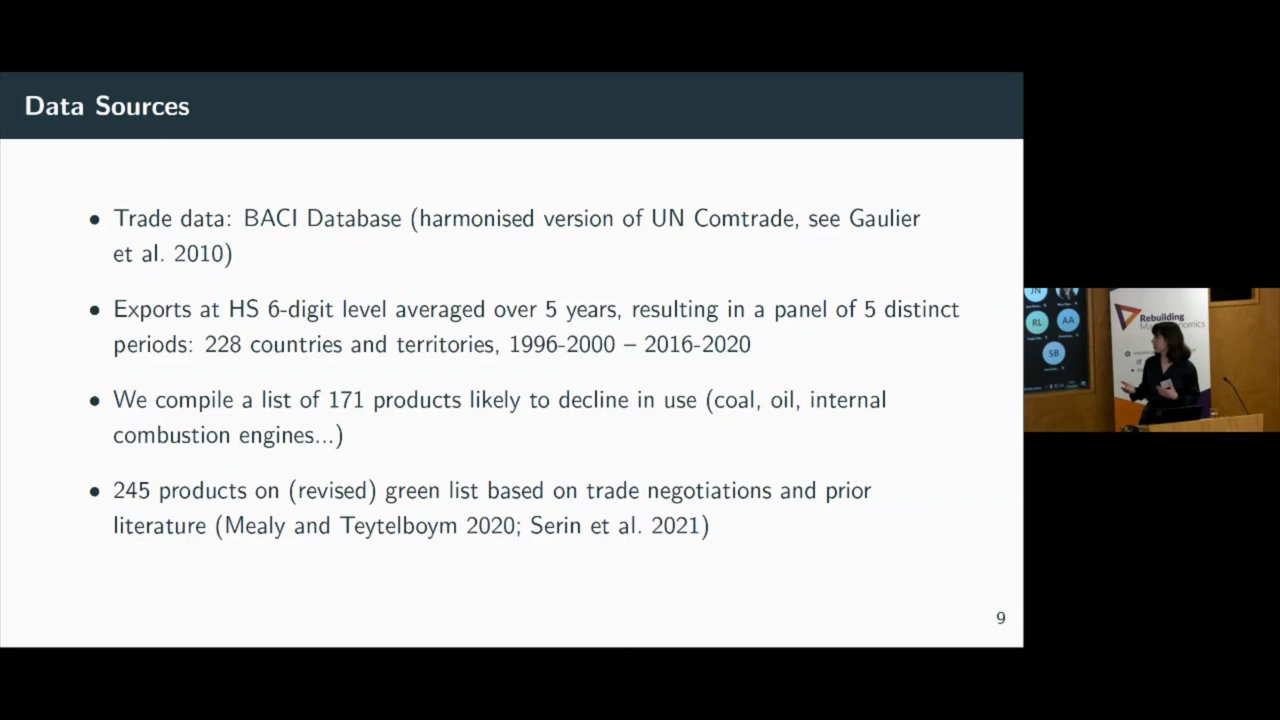 Data Sources
• Trade data: BACI Database (harmonised version of UN Comtrade, see Gaulier
et al. 2010)
• Exports at HS 6-digit level averaged over 5 years, resulting in a panel of 5 distinct
periods: 228 countries and territories, 1996-2000 – 2016-2020
• We compile a list of 171 products likely to decline in use (coal, oil, internal
combustion engines...)
• 245 products on (revised) green list based on trade negotiations and prior
literature (Mealy and Teytelboym 2020; Serin et al. 2021)
9
JN
RL
AA
SB
Rebuilding